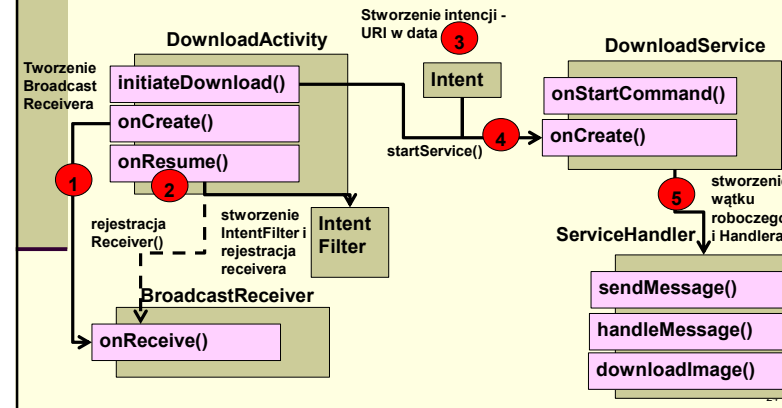 Stworzenie intencji -
URI w data
3
DownloadActivity
DownloadService
Tworzenie
Broadcast
Receivera
initiateDownload()
onCreate()
onResume()
Intent
onStartCommand()
onCreate()
startService()
4
1
2
5
stworzenie
wątku
roboczego
i Handlera
rejestracja
Receiver()
stworzenie
IntentFilter i
rejestracja
receivera
Intent
Filter
ServiceHandler
BroadcastReceiver
onReceive()
sendMessage()
handleMessage()
downloadImage()